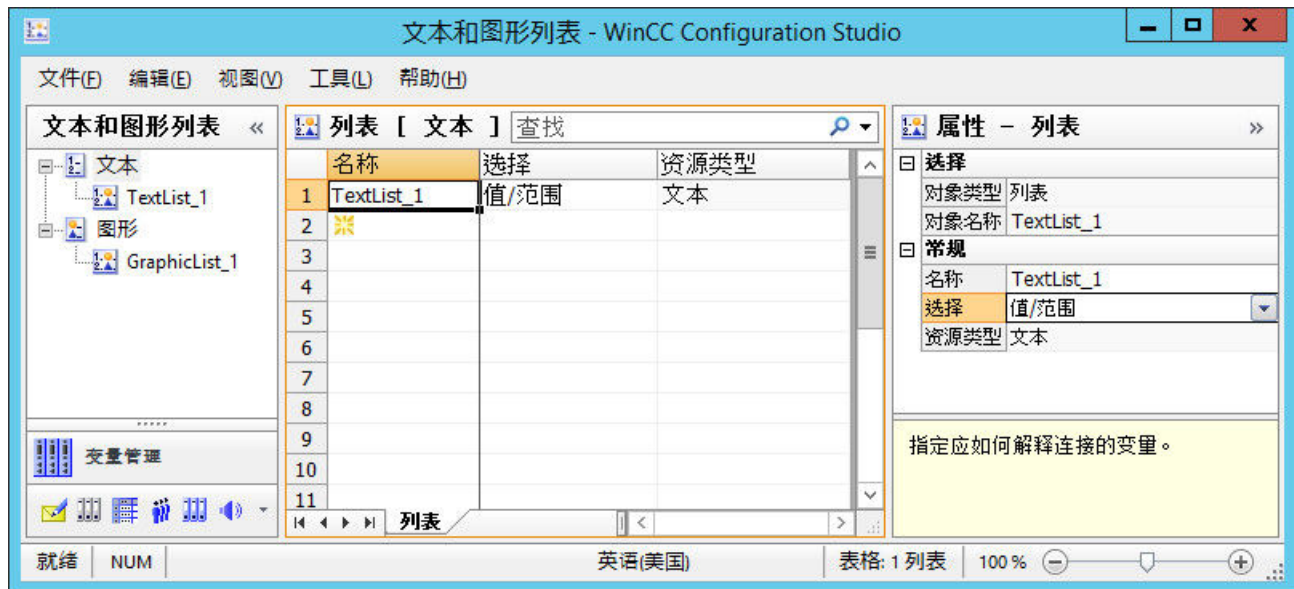 文本和图形列表 - WinCC Configuration Studio
文件(F) 编辑(E) 视图(V) 工具(L) 帮助(H)
文本和图形列表 «
文本
TextList_1
图形
GraphicList_1
变量管理
列表 [ 文本 ] 查找
名称 选择 资源类型
1 TextList_1 值/范围 文本
2
3
4
5
6
7
8
9
10
11
列表
属性 - 列表 »
选择
对象类型 列表
对象名称 TextList_1
常规
名称 TextList_1
选择 值/范围
资源类型 文本
指定应如何解释连接的变量。
就绪 NUM 英语(美国) 表格: 1 列表 100 %